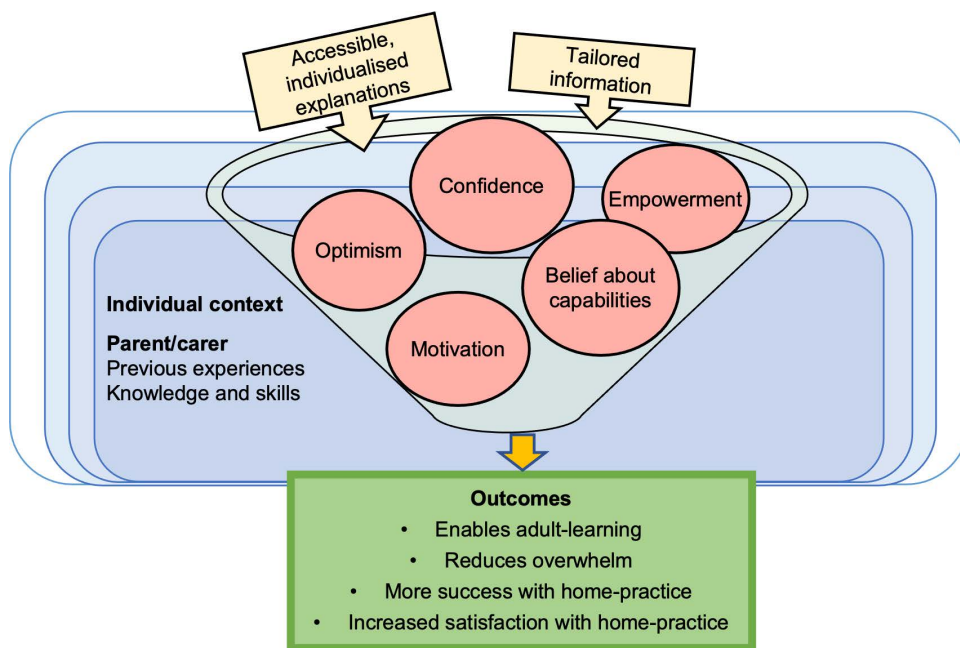 Accessible,
individualised
explanations
Tailored
information
Confidence
Empowerment
Optimism
Belief about
capabilities
Motivation
Individual context
Parent/carer
Previous experiences
Knowledge and skills
Outcomes
• Enables adult-learning
• Reduces overwhelm
• More success with home-practice
• Increased satisfaction with home-practice